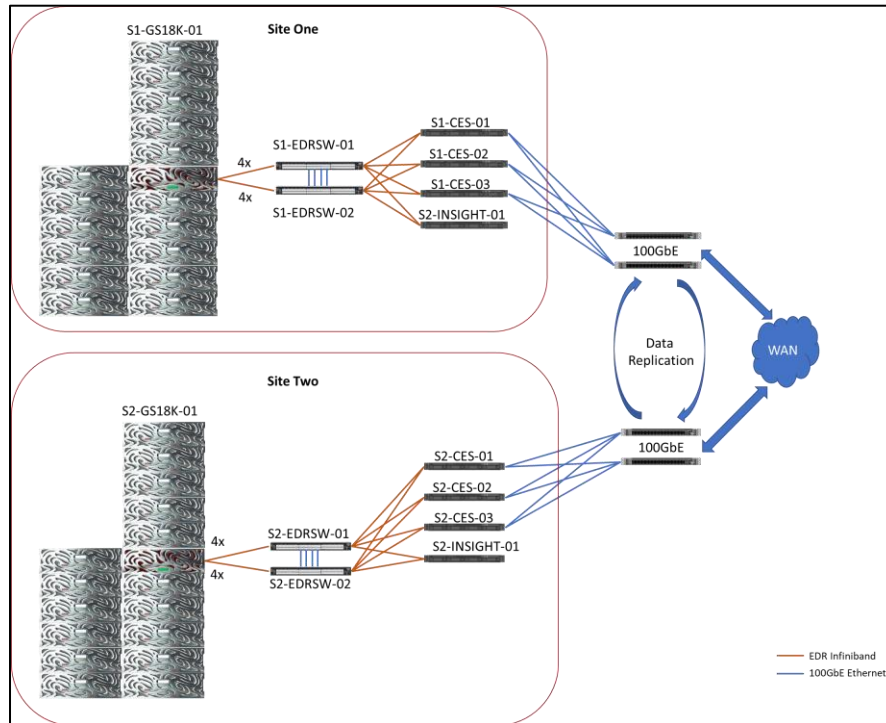 Site One
S1-GS18K-01
4x
4x
S1-EDRSW-01
S1-EDRSW-02
S1-CES-01
S1-CES-02
S1-CES-03
S2-INSIGHT-01
100GbE
Data
Replication
WAN
Site Two
S2-GS18K-01
4x
4x
S2-EDRSW-01
S2-EDRSW-02
S2-CES-01
S2-CES-02
S2-CES-03
S2-INSIGHT-01
100GbE
EDR Infiniband
100GbE Ethernet